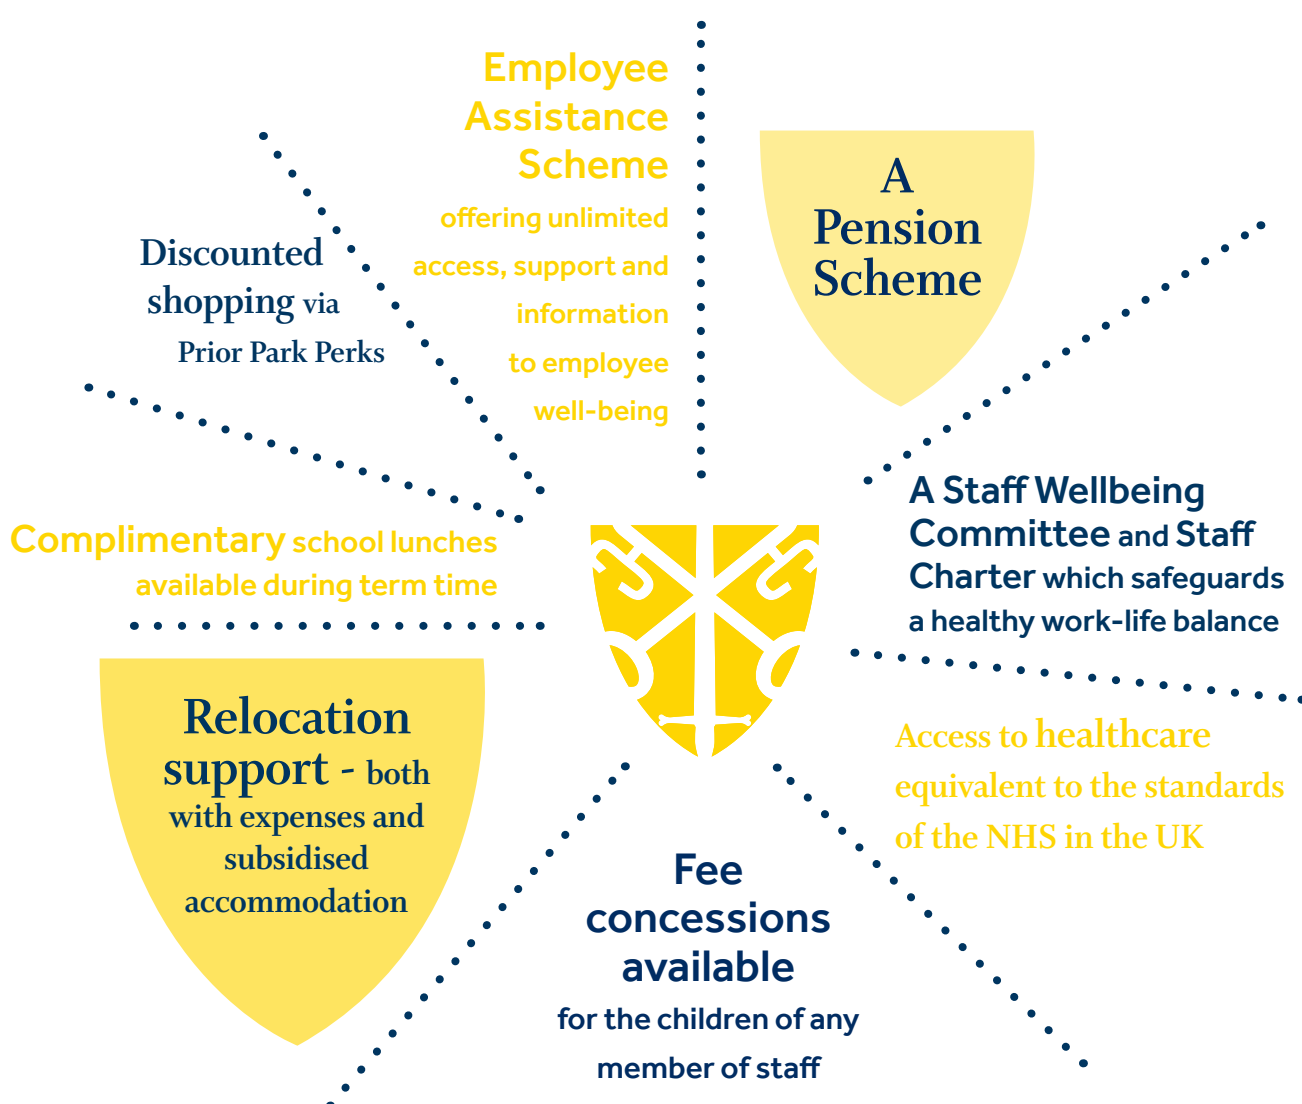 Employee
Assistance
Scheme
offering unlimited
access, support and
information
to employee
well-being
A
Pension
Scheme
Discounted
shopping via
Prior Park Perks
A Staff Wellbeing
Committee and Staff
Charter which safeguards
a healthy work-life balance
Complimentary school lunches
available during term time
Relocation
support - both
with expenses and
subsidised
accommodation
Access to healthcare
equivalent to the standards
of the NHS in the UK
Fee
concessions
available
for the children of any
member of staff